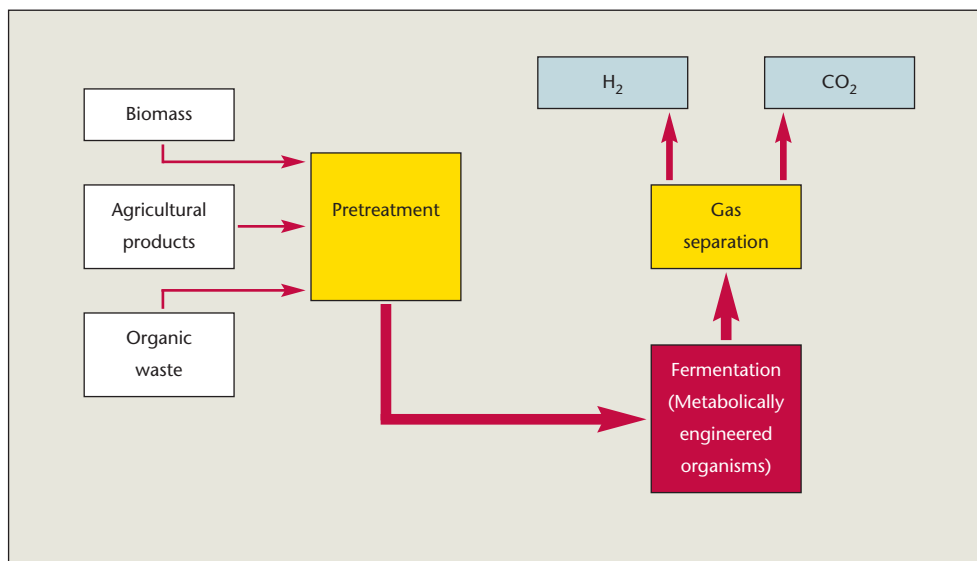 Biomass
Agricultural
products
Organic
waste
Pretreatment
H₂
CO₂
Gas
separation
Fermentation
(Metabolically
engineered
organisms)